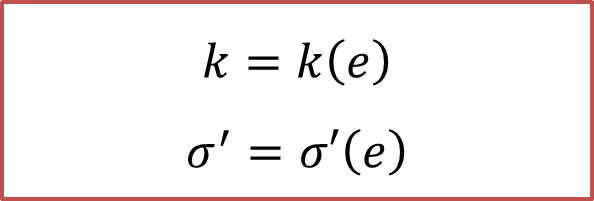 k = k(e)
σ′ = σ′(e)